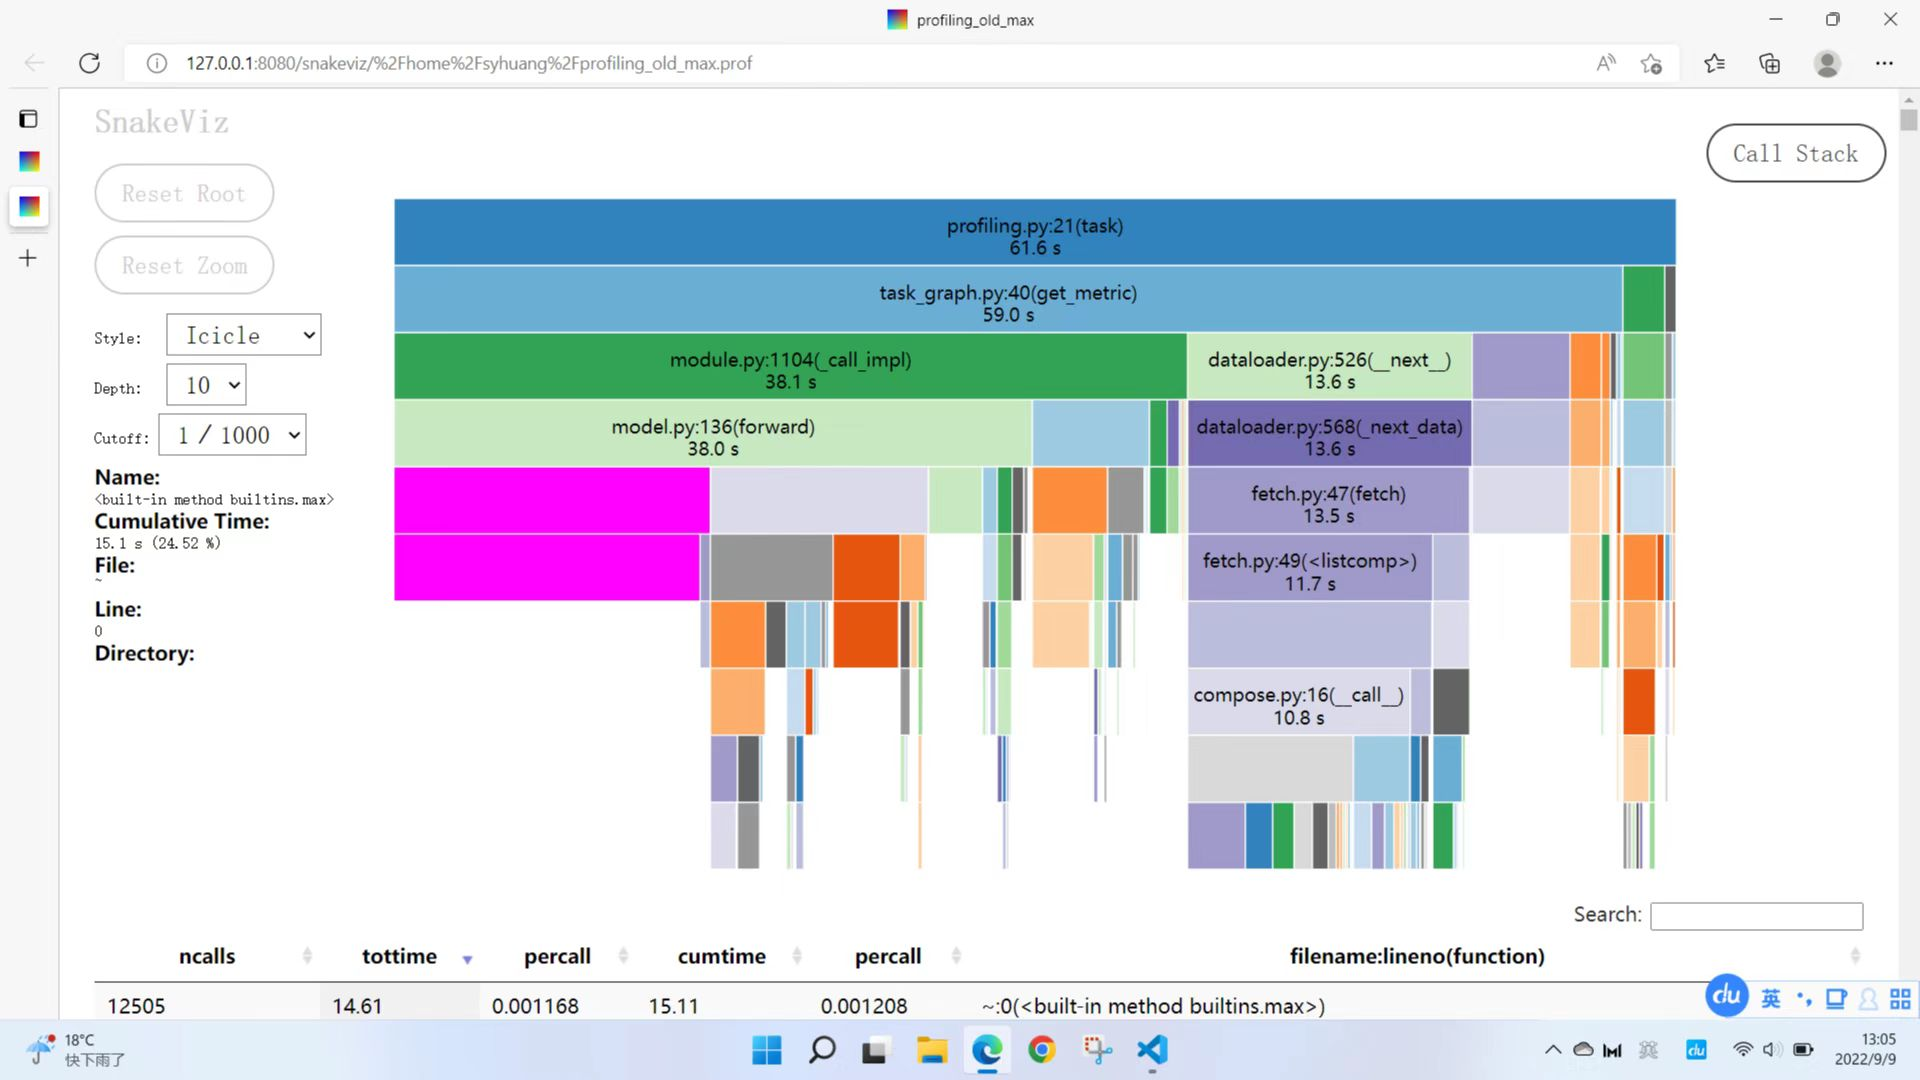 profiling_old_max
127.0.0.1:8080/snakeviz/%2Fhome%2Fsyhuang%2Fprofiling_old_max.prof
SnakeViz
Call Stack
Reset Root
Reset Zoom
Style: Icicle
Depth: 10
Cutoff: 1 / 1000
Name:
<built-in method builtins.max>
Cumulative Time:
15.1 s (24.52 %)
File:
~
Line:
0
Directory:
profiling.py:21(task)
61.6 s
task_graph.py:40(get_metric)
59.0 s
module.py:1104(_call_impl)
38.1 s
dataloader.py:526(__next__)
13.6 s
model.py:136(forward)
38.0 s
dataloader.py:568(_next_data)
13.6 s
fetch.py:47(fetch)
13.5 s
fetch.py:49(<listcomp>)
11.7 s
compose.py:16(__call__)
10.8 s
Search:
ncalls tottime percall cumtime percall filename:lineno(function)
12505 14.61 0.001168 15.11 0.001208 ~:0(<built-in method builtins.max>)
du 英
18°C
快下雨了
du
13:05
2022/9/9